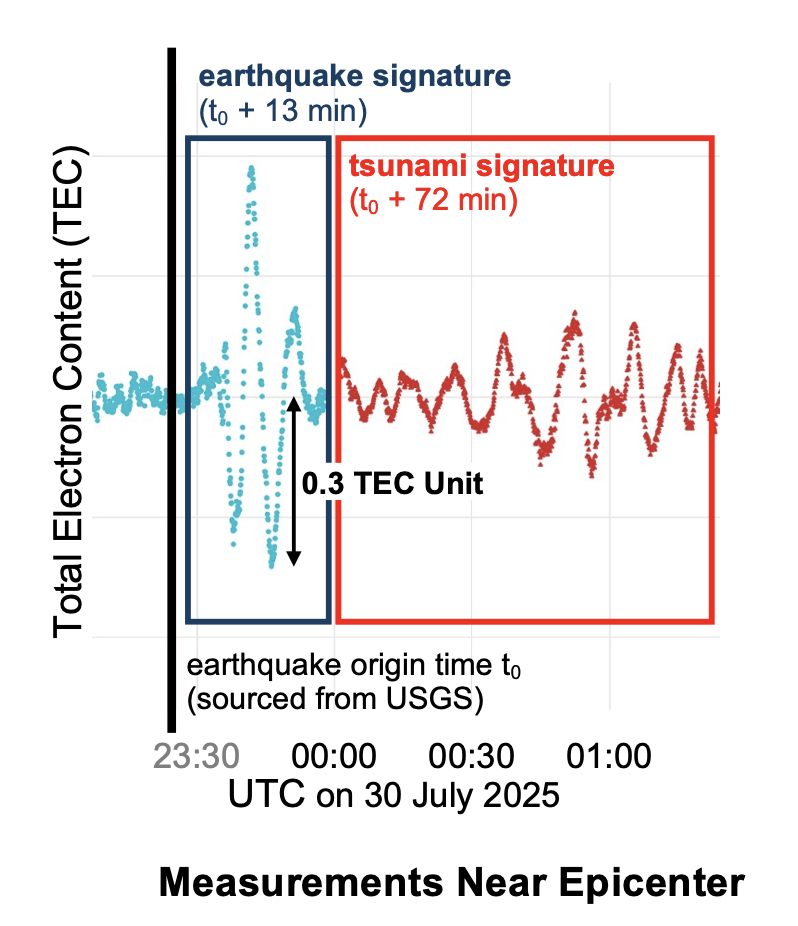 earthquake signature
(t₀ + 13 min)
tsunami signature
(t₀ + 72 min)
Total Electron Content (TEC)
0.3 TEC Unit
earthquake origin time t₀
(sourced from USGS)
23:30 00:00 00:30 01:00
UTC on 30 July 2025
Measurements Near Epicenter